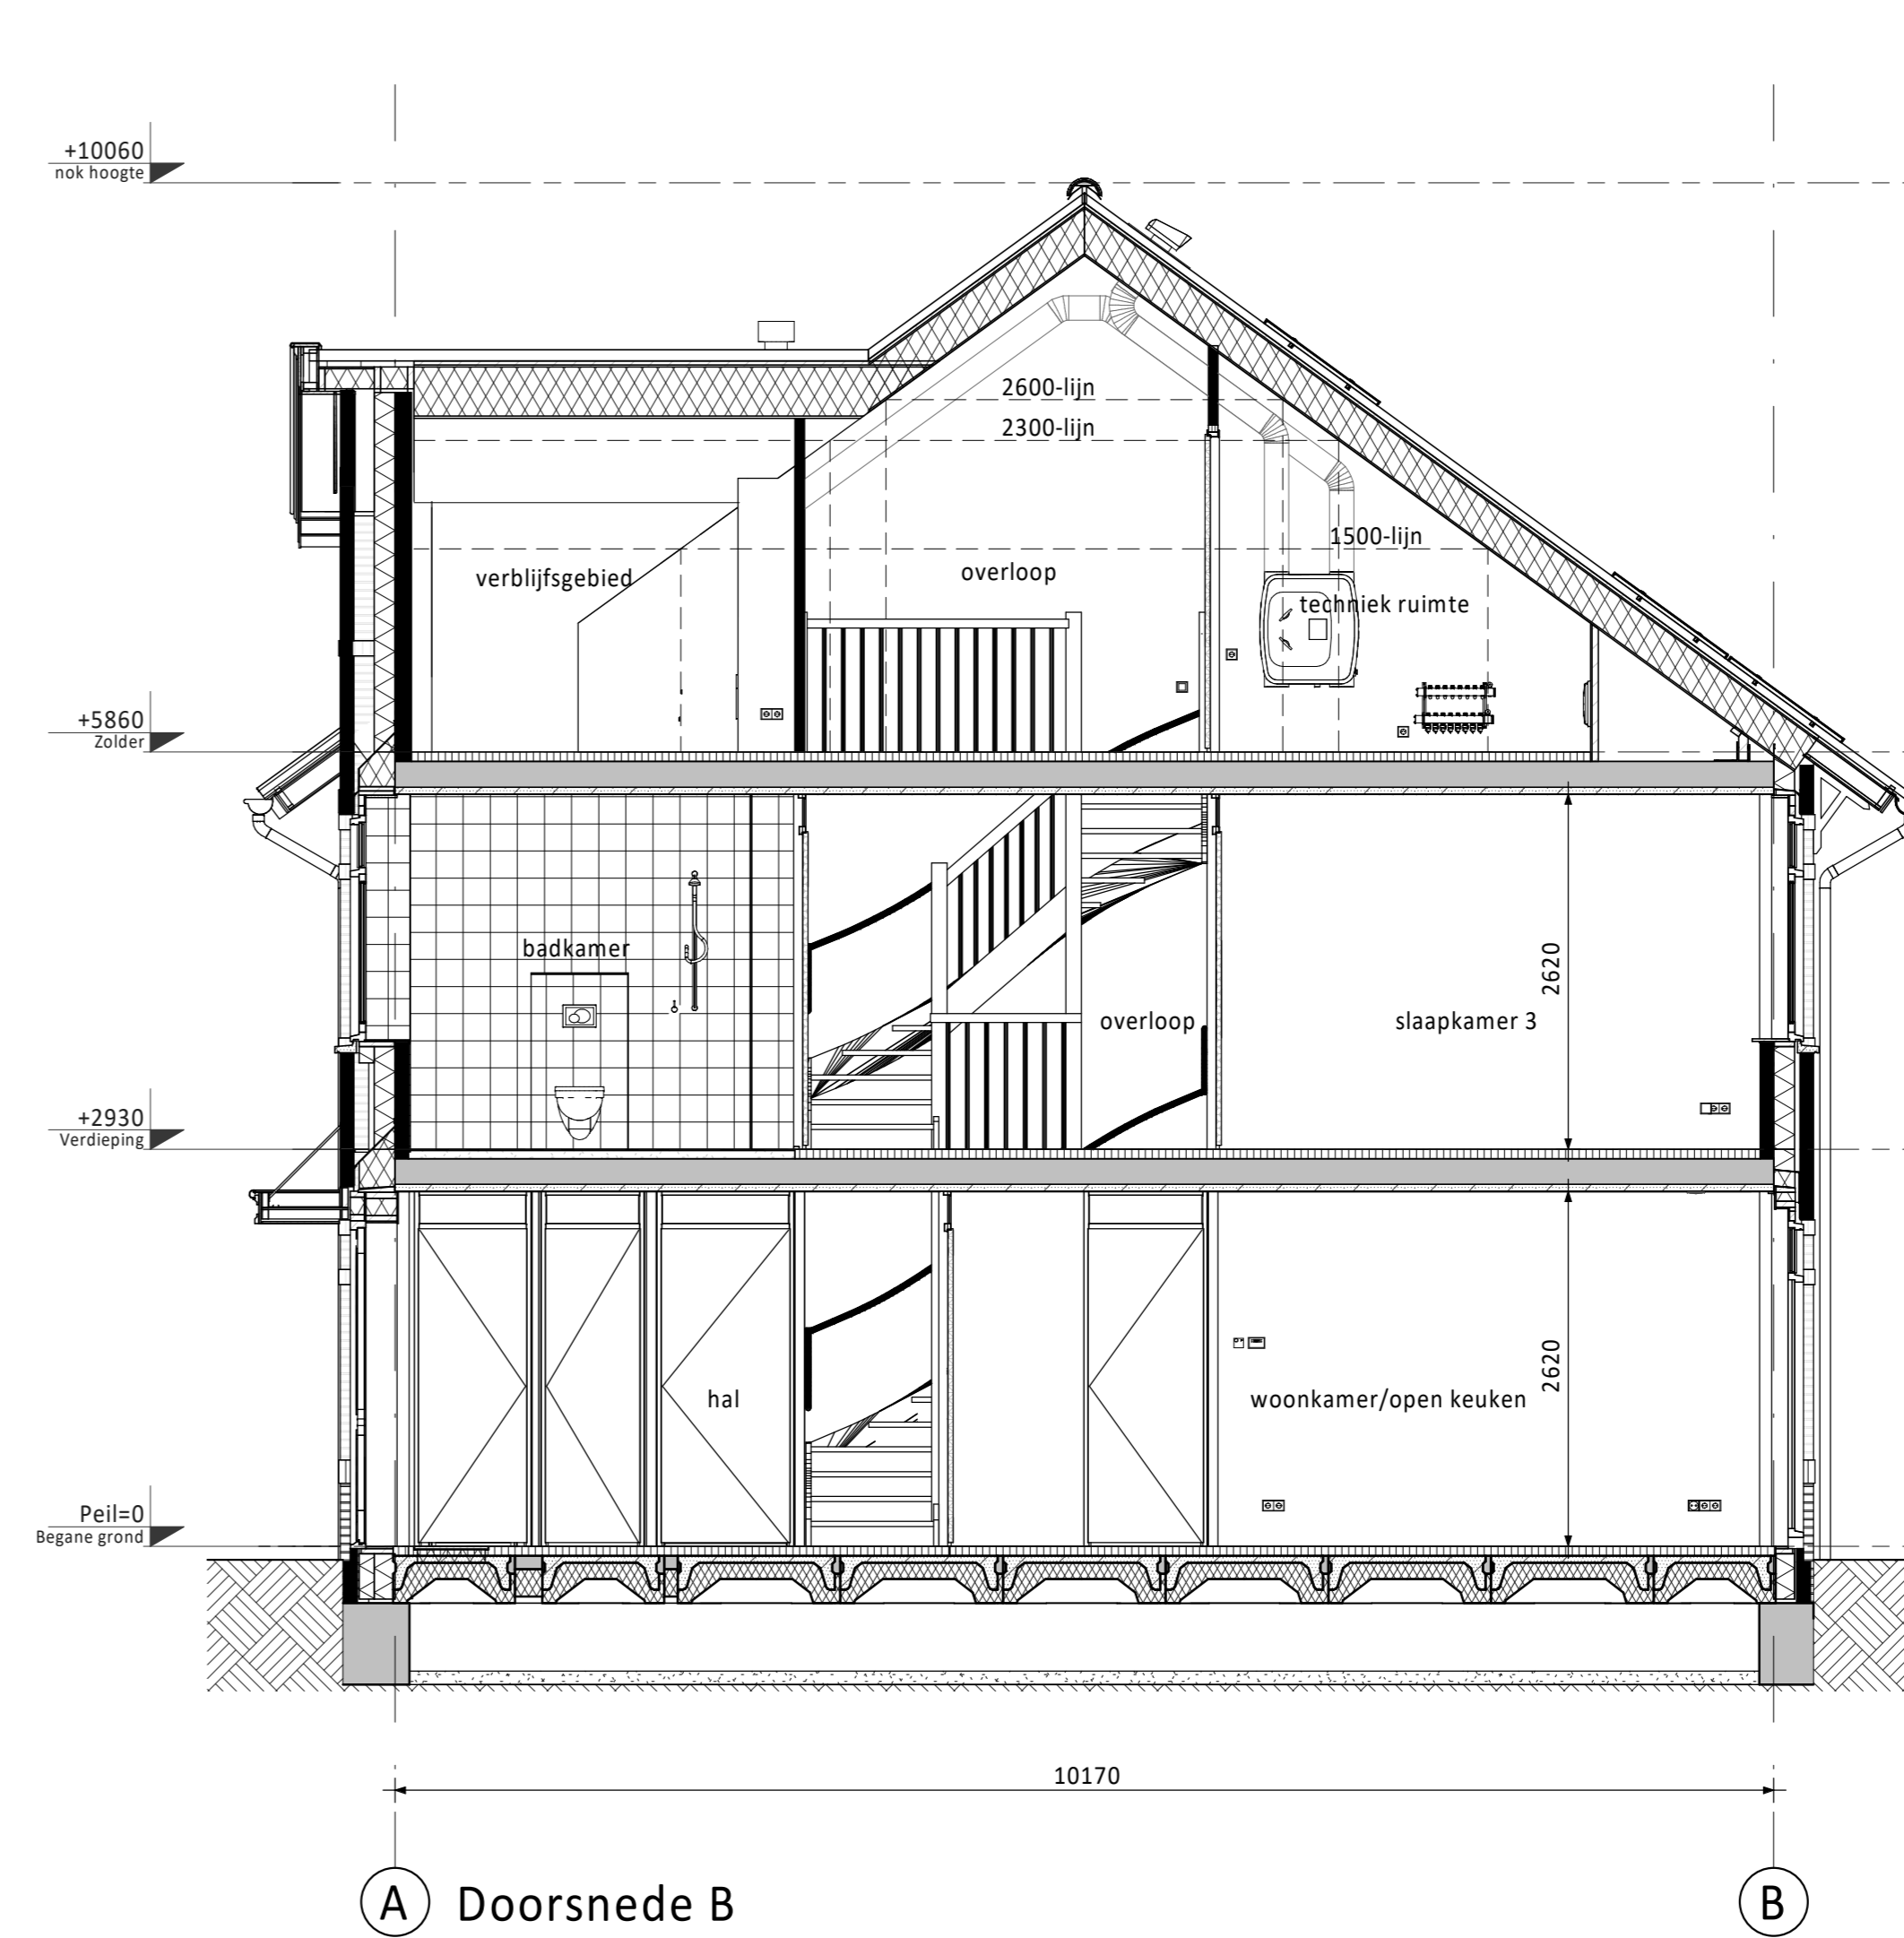 +10060
nok hoogte
2600-lijn
2300-lijn
1500-lijn
verblijfsgebied
overloop
techniek ruimte
+5860
Zolder
badkamer
2620
overloop
slaapkamer 3
+2930
Verdieping
2620
hal
woonkamer/open keuken
Peil=0
Begane grond
10170
A
Doorsnede B
B